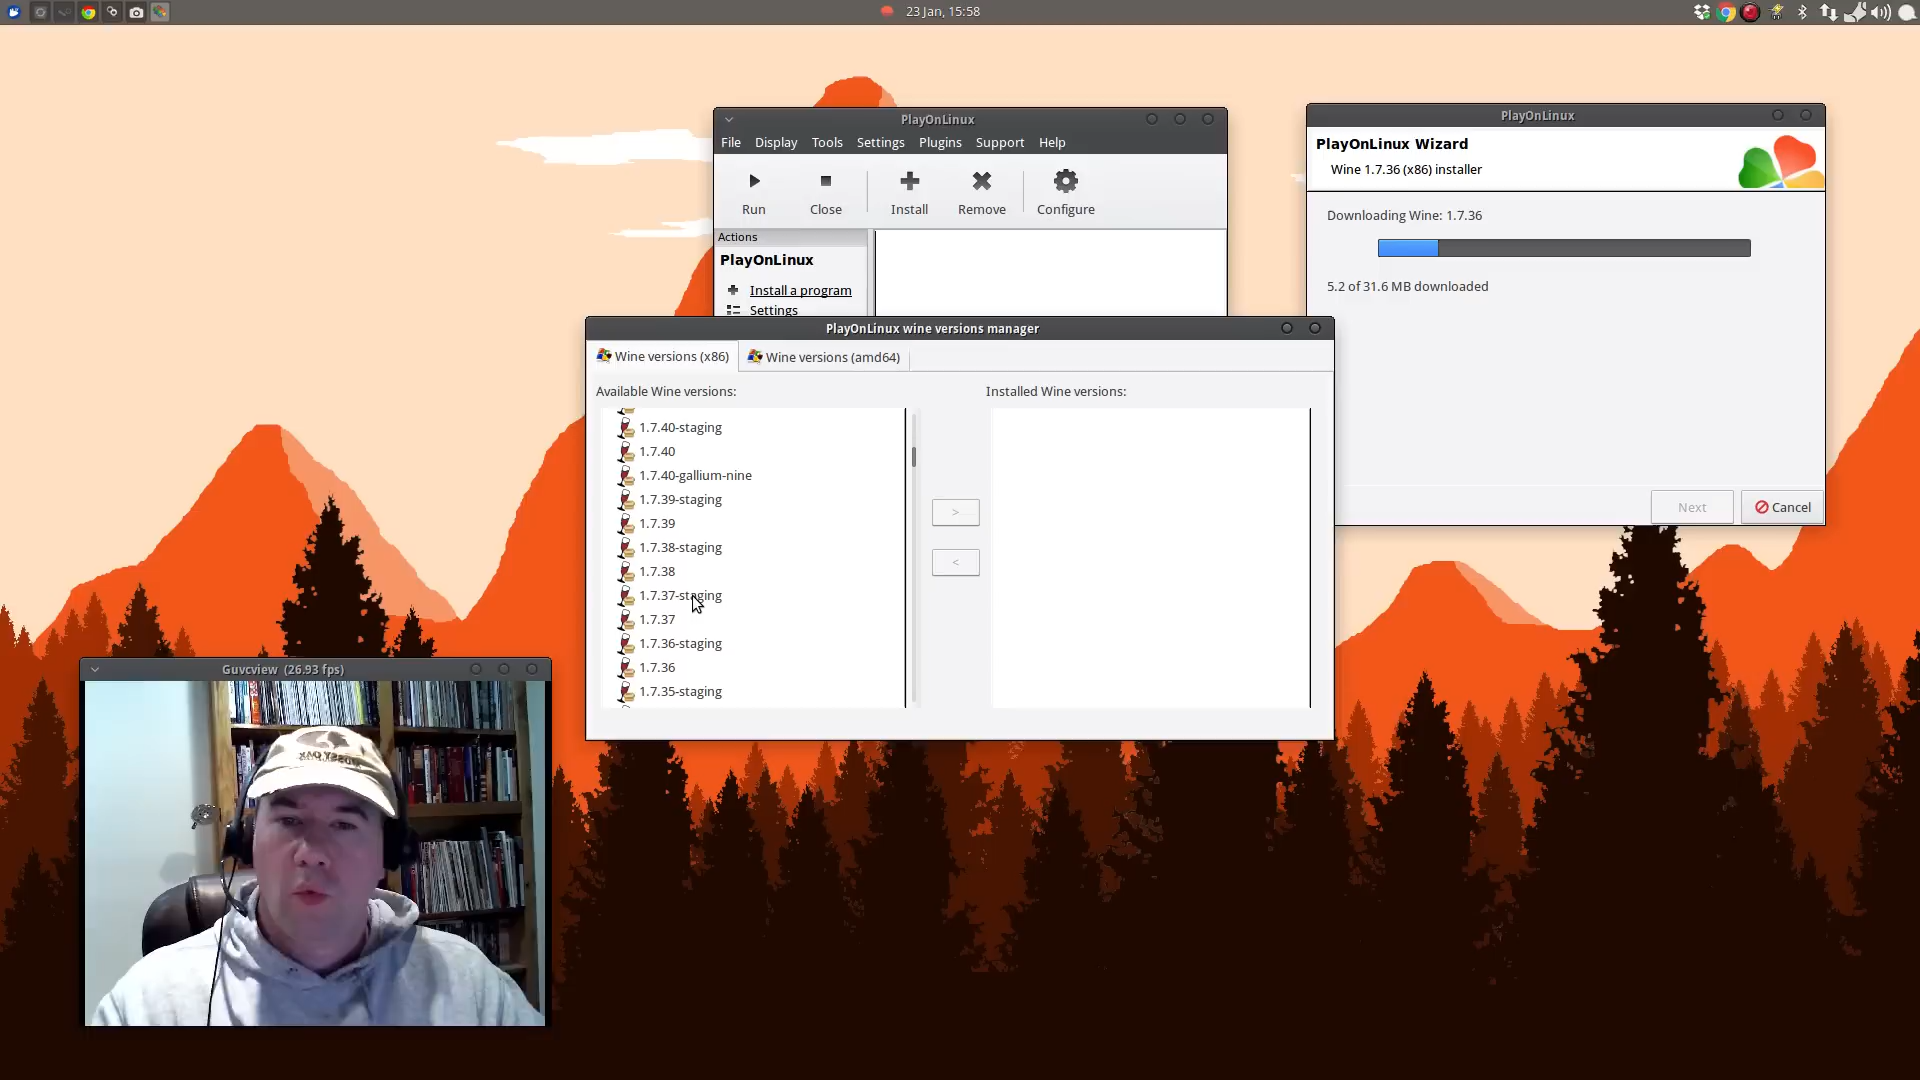 23 Jan, 15:58
PlayOnLinux
File Display Tools Settings Plugins Support Help
Run Close Install Remove Configure
Actions
PlayOnLinux
Install a program
Settings
PlayOnLinux
PlayOnLinux Wizard
Wine 1.7.36 (x86) installer
Downloading Wine: 1.7.36
5.2 of 31.6 MB downloaded
Next Cancel
PlayOnLinux wine versions manager
Wine versions (x86) Wine versions (amd64)
Available Wine versions: Installed Wine versions:
1.7.40-staging
1.7.40
1.7.40-gallium-nine
1.7.39-staging
1.7.39
1.7.38-staging
1.7.38
1.7.37-staging
1.7.37
1.7.36-staging
1.7.36
1.7.35-staging
>
<
Guvcview (26.93 fps)